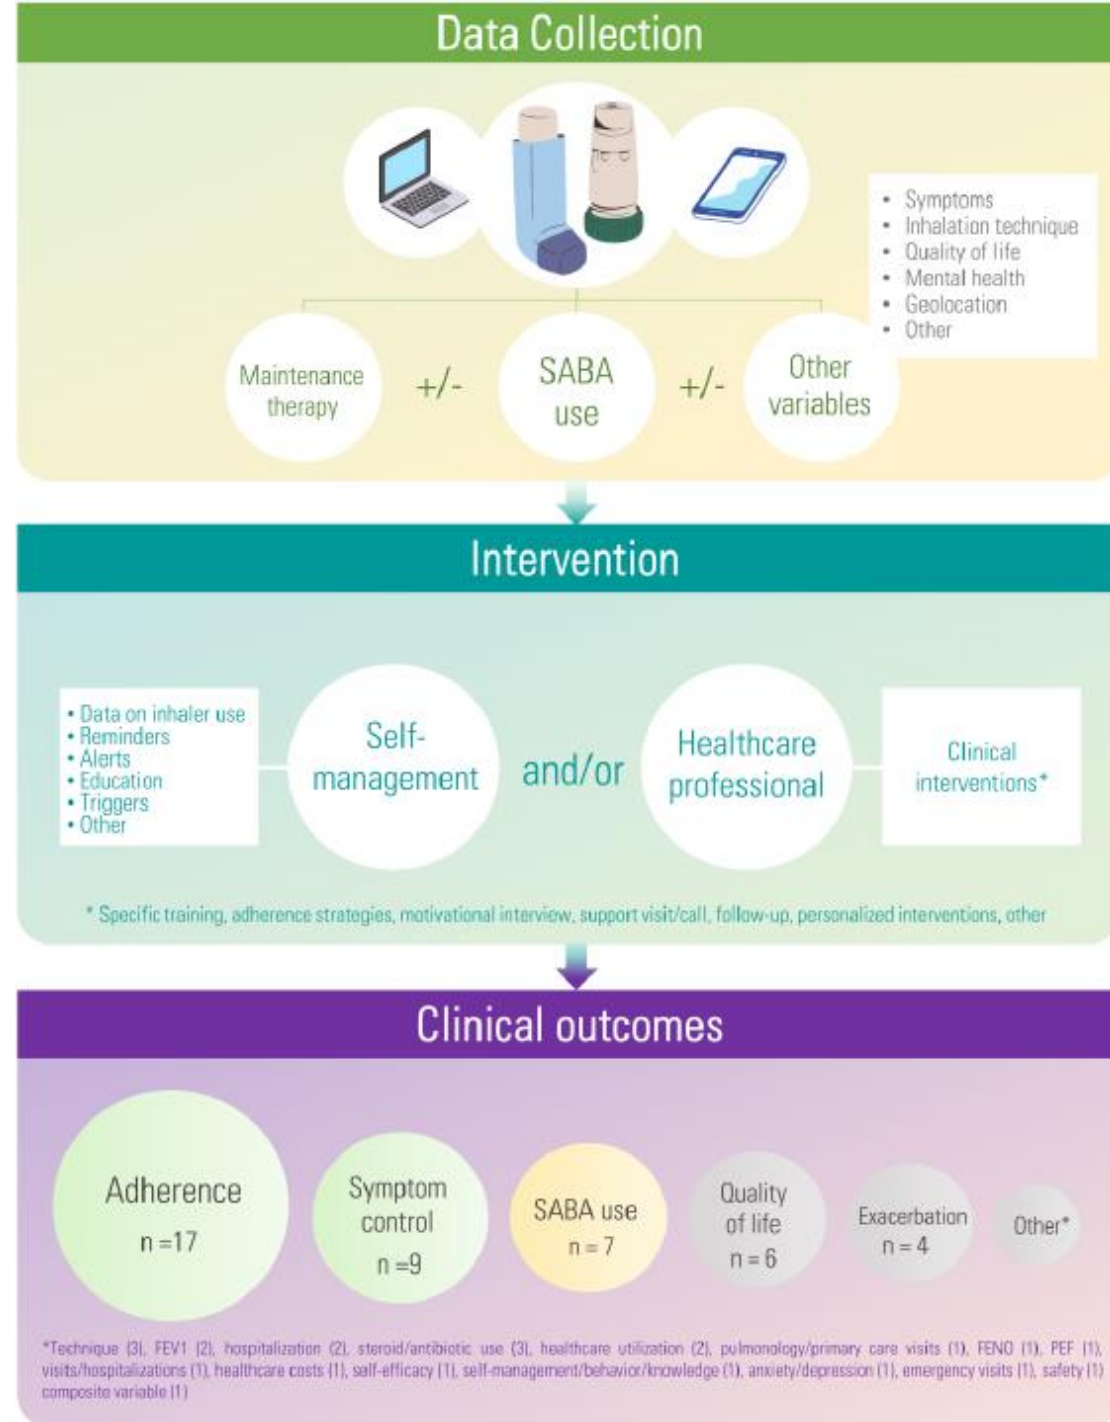 Data Collection
• Symptoms
• Inhalation technique
• Quality of life
• Mental health
• Geolocation
• Other
Maintenance
therapy
+/-
SABA
use
+/-
Other
variables
Intervention
• Data on inhaler use
• Reminders
• Alerts
• Education
• Triggers
• Other
Self-
management
and/or
Healthcare
professional
Clinical
interventions*
* Specific training, adherence strategies, motivational interview, support visit/call, follow-up, personalized interventions, other
Clinical outcomes
Adherence
n =17
Symptom
control
n =9
SABA use
n = 7
Quality
of life
n = 6
Exacerbation
n = 4
Other*
*Technique (3), FEV1 (2), hospitalization (2), steroid/antibiotic use (3), healthcare utilization (2), pulmonology/primary care visits (1), FENO (1), PEF (1),
visits/hospitalizations (1), healthcare costs (1), self-efficacy (1), self-management/behavior/knowledge (1), anxiety/depression (1), emergency visits (1), safety (1)
composite variable (1)